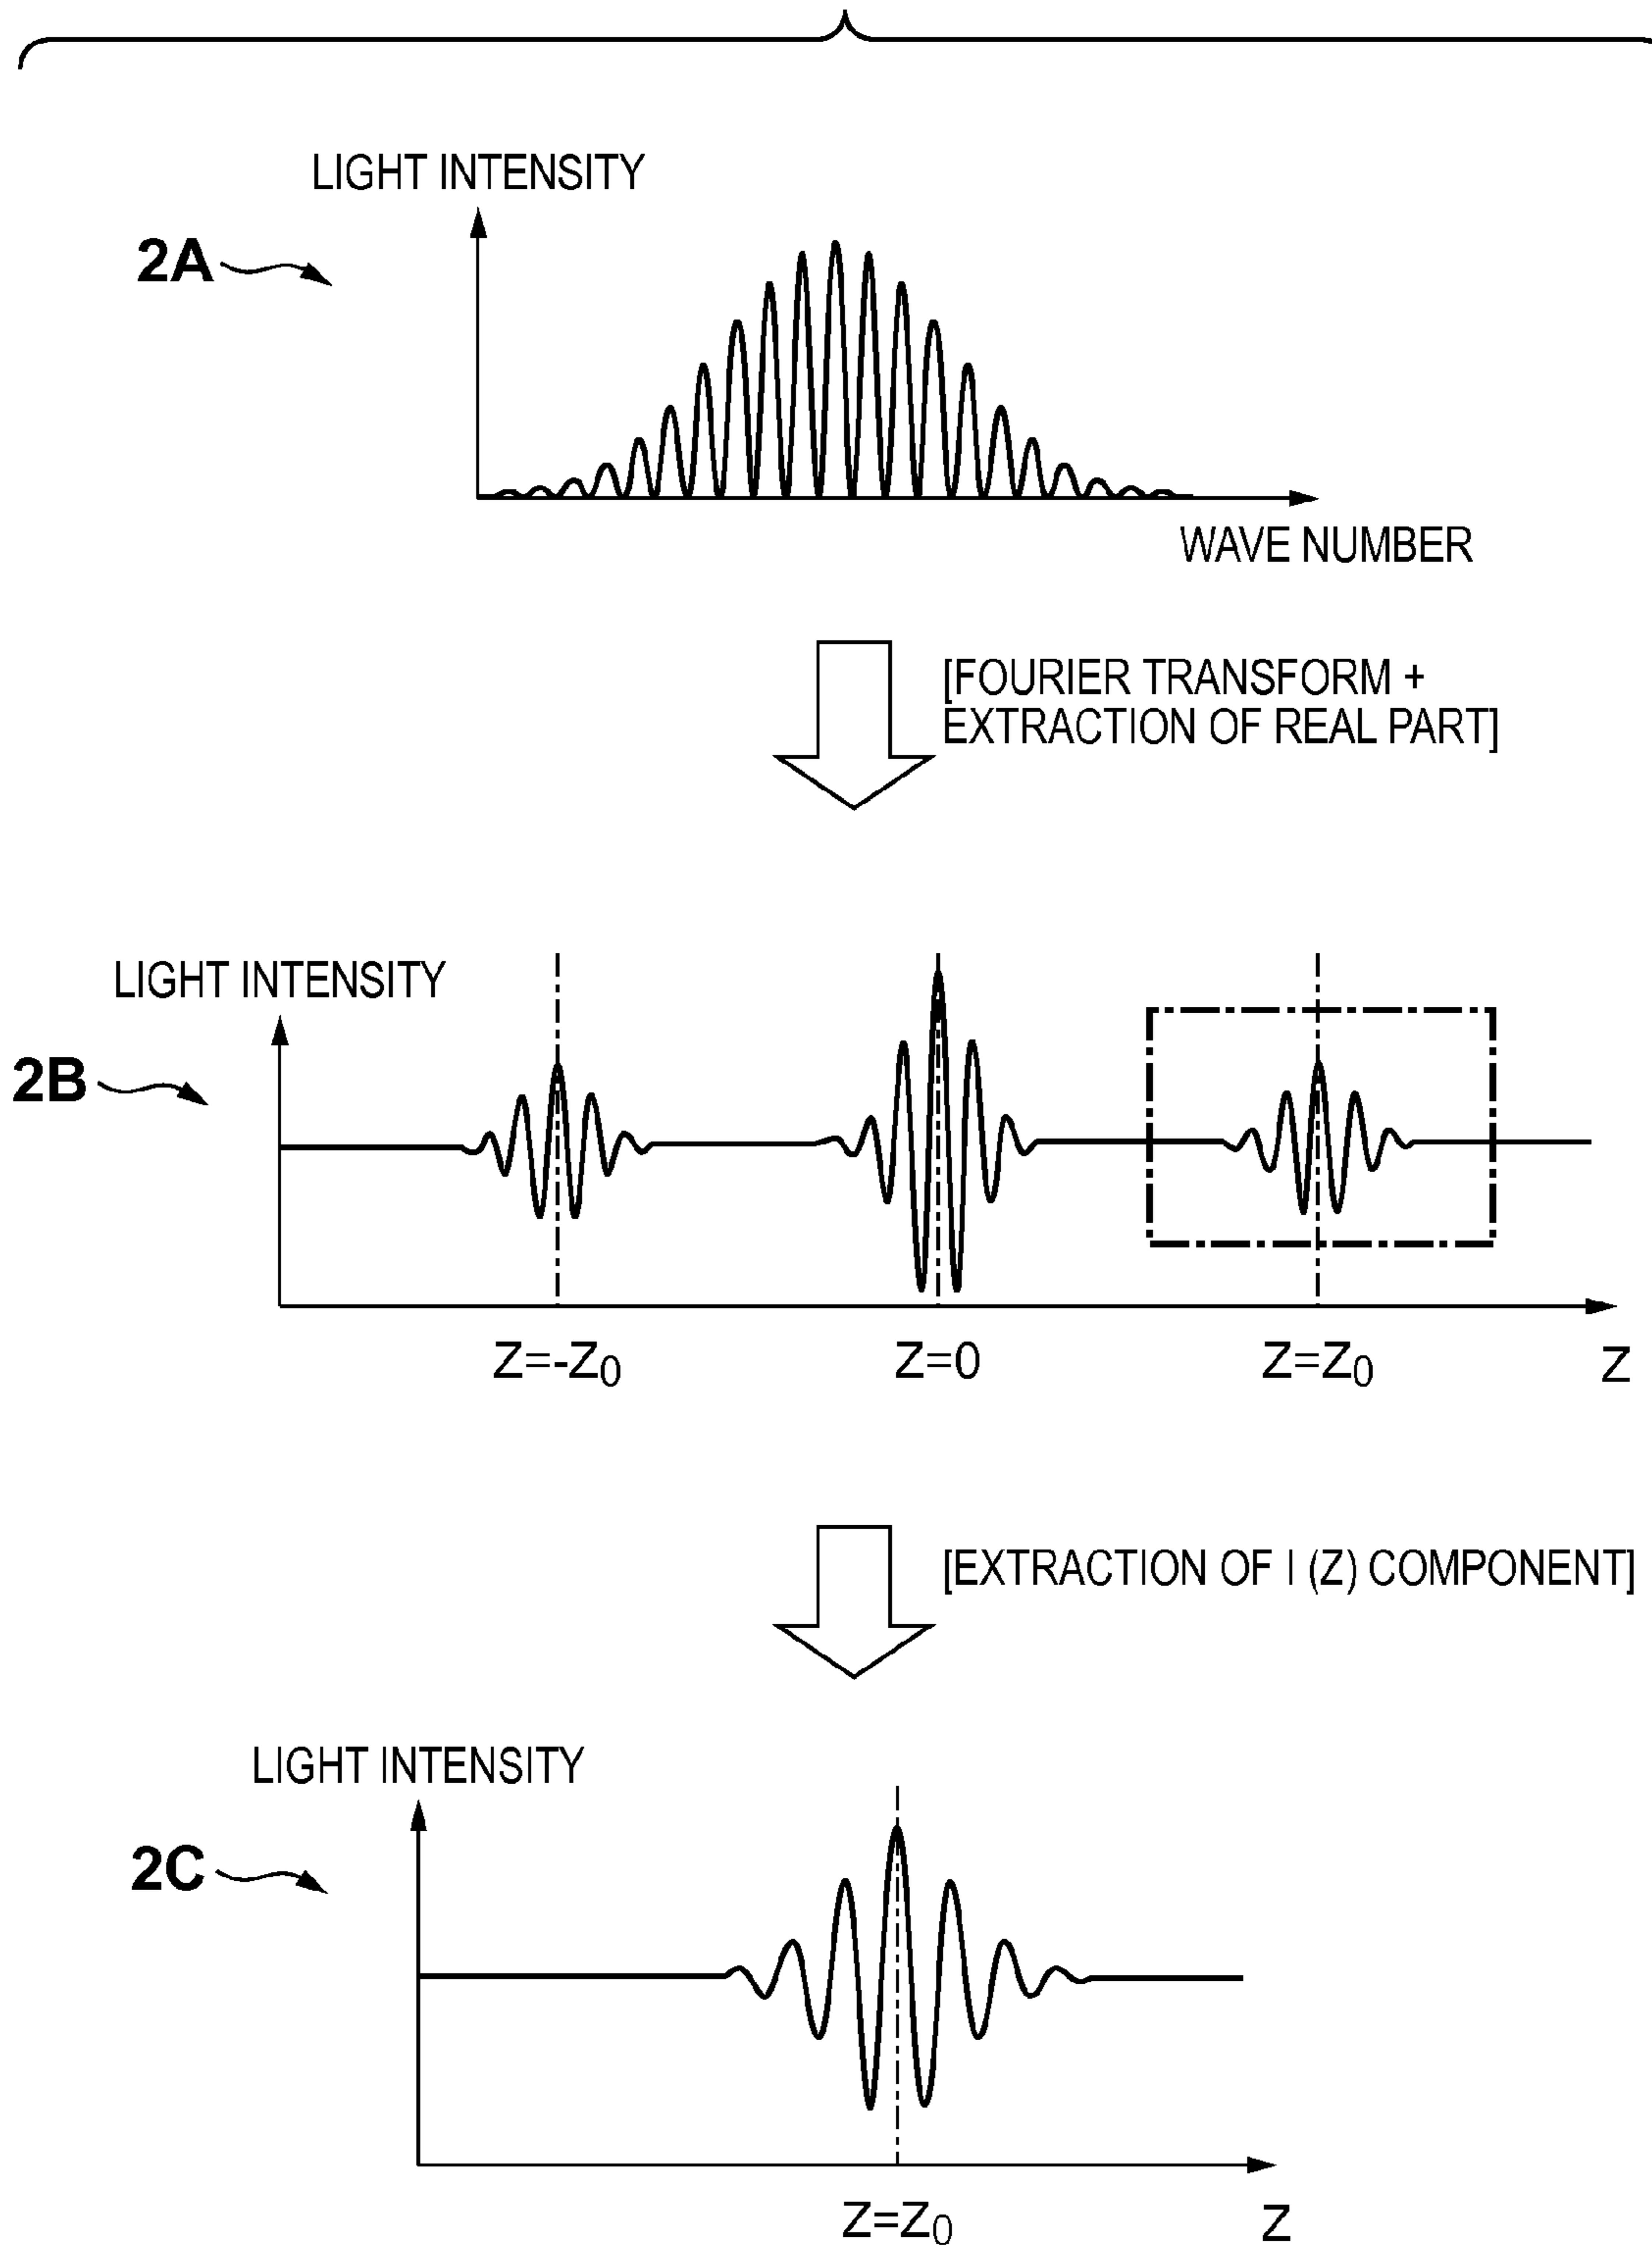 LIGHT INTENSITY
2A
WAVE NUMBER
[FOURIER TRANSFORM +
EXTRACTION OF REAL PART]
LIGHT INTENSITY
2B
Z=-Z0 Z=0 Z=Z0 Z
[EXTRACTION OF I (Z) COMPONENT]
LIGHT INTENSITY
2C
Z=Z0 Z